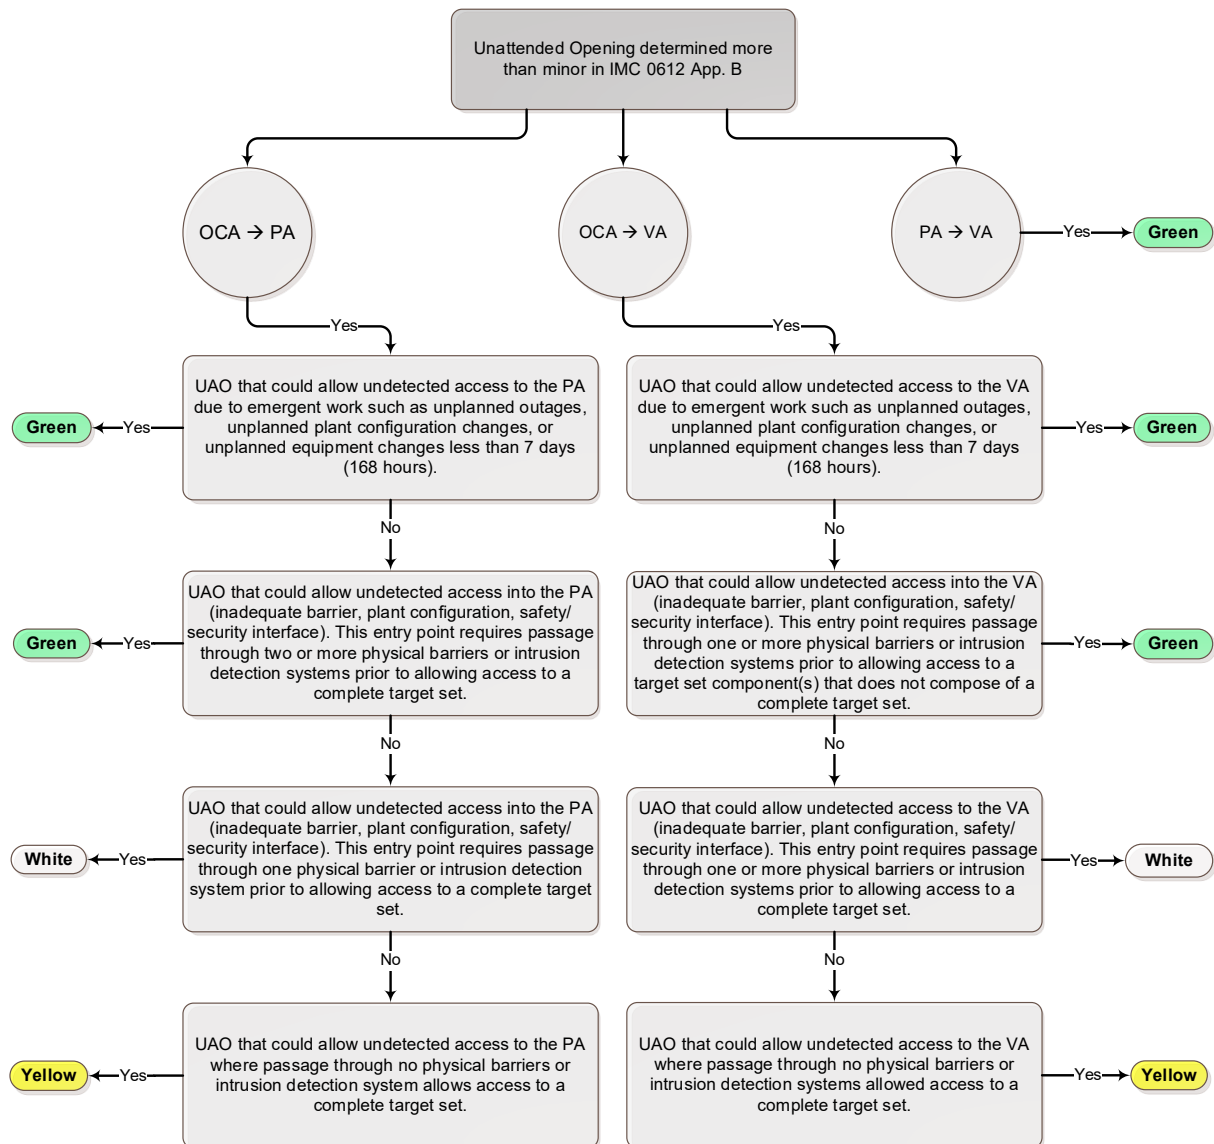 Unattended Opening determined more
than minor in IMC 0612 App. B
OCA → PA
OCA → VA
PA → VA
Yes
Green
Yes
Yes
UAO that could allow undetected access to the PA
due to emergent work such as unplanned outages,
unplanned plant configuration changes, or
unplanned equipment changes less than 7 days
(168 hours).
Green
Yes
UAO that could allow undetected access to the VA
due to emergent work such as unplanned outages,
unplanned plant configuration changes, or
unplanned equipment changes less than 7 days
(168 hours).
Yes
Green
No
No
UAO that could allow undetected access into the PA
(inadequate barrier, plant configuration, safety/
security interface). This entry point requires passage
through two or more physical barriers or intrusion
detection systems prior to allowing access to a
complete target set.
Green
Yes
UAO that could allow undetected access into the VA
(inadequate barrier, plant configuration, safety/
security interface). This entry point requires passage
through one or more physical barriers or intrusion
detection systems prior to allowing access to a
target set component(s) that does not compose of a
complete target set.
Yes
Green
No
No
UAO that could allow undetected access into the PA
(inadequate barrier, plant configuration, safety/
security interface). This entry point requires passage
through one physical barrier or intrusion detection
system prior to allowing access to a complete target
set.
White
Yes
UAO that could allow undetected access to the VA
(inadequate barrier, plant configuration, safety/
security interface). This entry point requires passage
through one or more physical barriers or intrusion
detection systems prior to allowing access to a
complete target set.
Yes
White
No
No
UAO that could allow undetected access to the PA
where passage through no physical barriers or
intrusion detection system allows access to a
complete target set.
Yellow
Yes
UAO that could allow undetected access to the VA
where passage through no physical barriers or
intrusion detection systems allowed access to a
complete target set.
Yes
Yellow